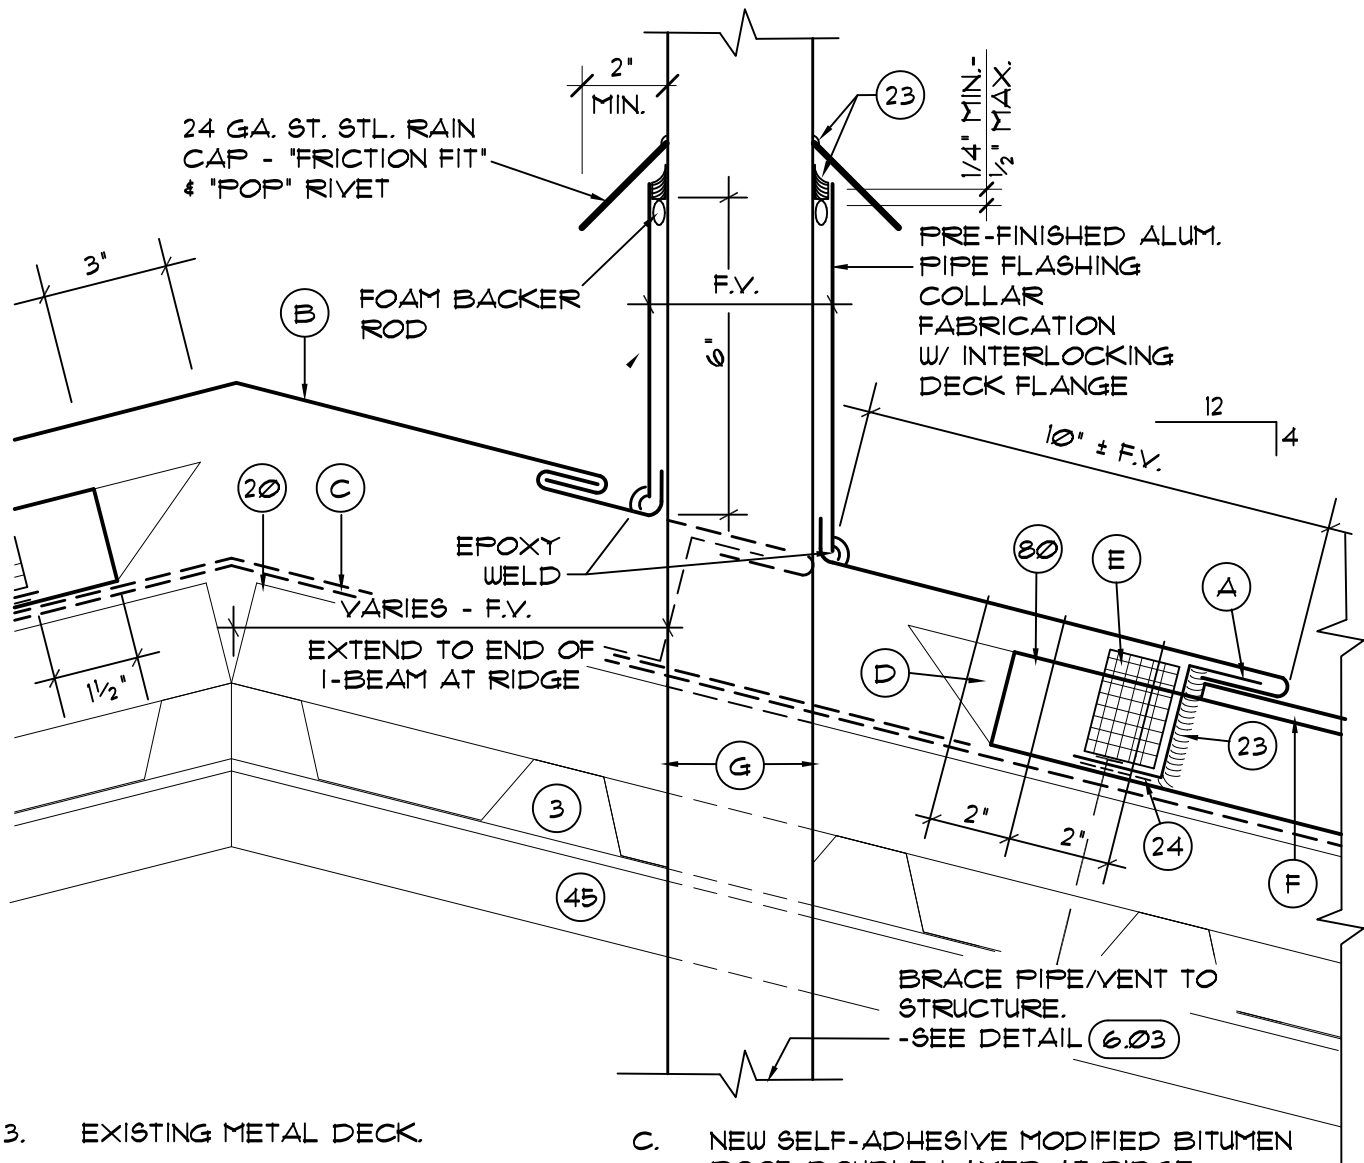 2"
MIN.
24 GA. ST. STL. RAIN
CAP - "FRICTION FIT"
& "POP" RIVET
23
1/4" MIN.-
1/2" MAX.
PRE-FINISHED ALUM.
PIPE FLASHING
COLLAR
FABRICATION
W/ INTERLOCKING
DECK FLANGE
3"
B
FOAM BACKER
ROD
F.V.
6"
12
4
10" ± F.V.
20
C
EPOXY
WELD
80
E
A
VARIES - F.V.
EXTEND TO END OF
I-BEAM AT RIDGE
D
1 1/2"
G
23
2"
2"
24
3
F
45
BRACE PIPE/VENT TO
STRUCTURE.
-SEE DETAIL 6.03
3. EXISTING METAL DECK.
C. NEW SELF-ADHESIVE MODIFIED BITUMEN